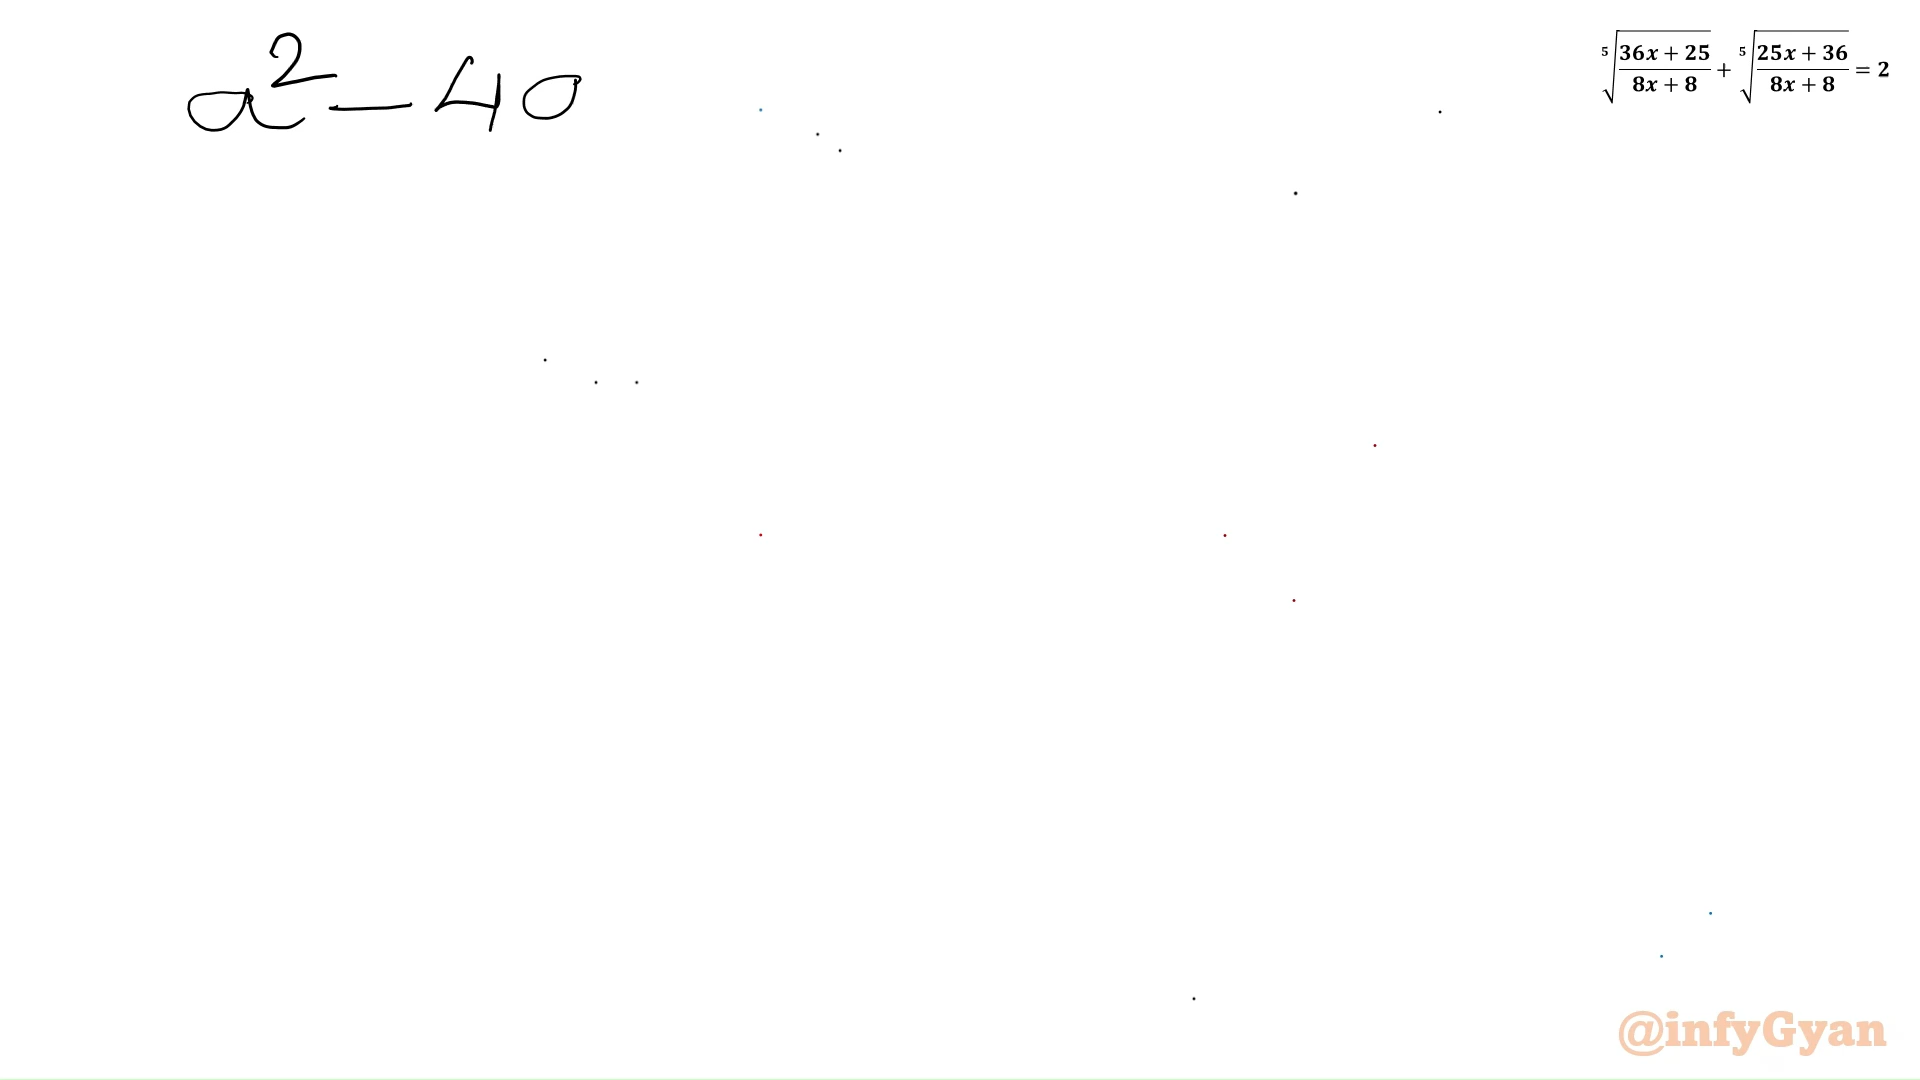 a² - 40
⁵√((36x + 25)/(8x + 8)) + ⁵√((25x + 36)/(8x + 8)) = 2
@infyGyan